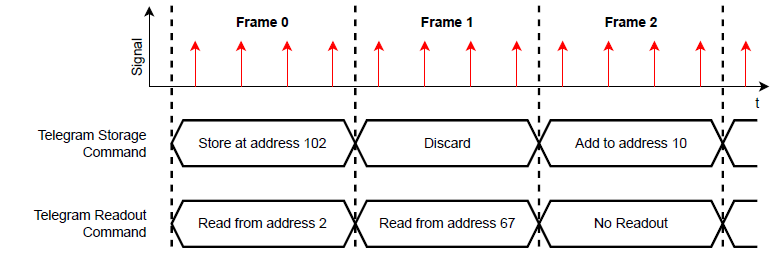 Frame 0 Frame 1 Frame 2
Signal
t
Telegram Storage
Command
Store at address 102 Discard Add to address 10
Telegram Readout
Command
Read from address 2 Read from address 67 No Readout